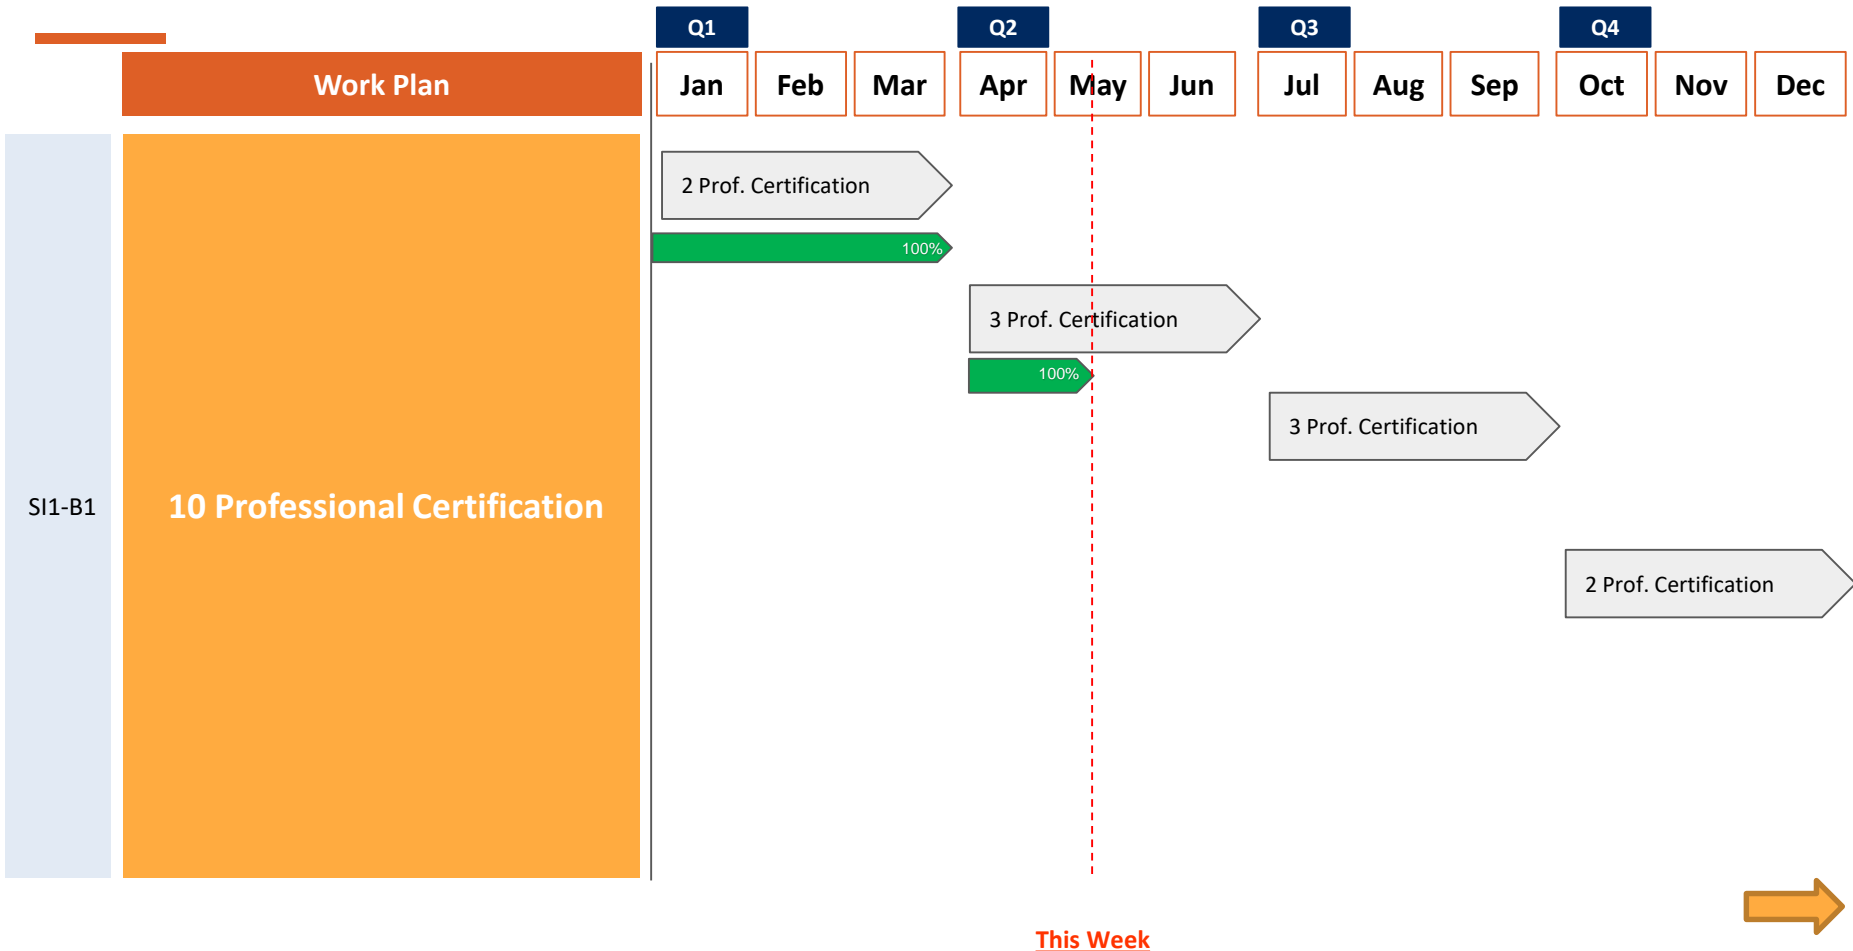 Q1 Q2 Q3 Q4
Work Plan Jan Feb Mar Apr May Jun Jul Aug Sep Oct Nov Dec
2 Prof. Certification
100%
3 Prof. Certification
100%
3 Prof. Certification
SI1-B1 10 Professional Certification
2 Prof. Certification
This Week